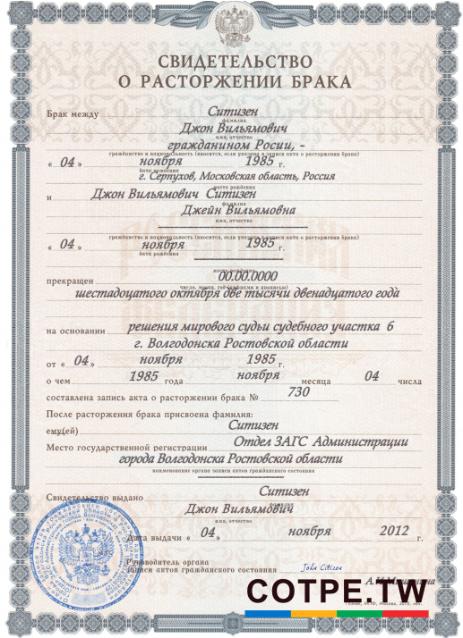 СВИДЕТЕЛЬСТВО
О РАСТОРЖЕНИИ БРАКА
Брак между Ситизен
фамилия
Джон Вильямович
имя, отчество
гражданином Росии, -
гражданство и национальность (вносится, если указана в записи акта о расторжении брака)
« 04 » ноября 1985 г.
дата рождения
г. Серпухов, Московская область, Россия
место рождения
и Джон Вильямович Ситизен
фамилия
Джейн Вильямовна
имя, отчество
гражданство и национальность (вносится, если указана в записи акта о расторжении брака)
« 04 » ноября 1985 г.
дата рождения
прекращен 00.00.0000
число, месяц, год (цифрами и прописью)
шестадоцатого октября две тысячи двенадцатого года
на основании решения мирового судьи судебного участка 6
г. Волгодонска Ростовской области
от « 04 » ноября 1985 г.
о чем 1985 года ноября месяца 04 числа
составлена запись акта о расторжении брака № 730
После расторжения брака присвоена фамилия:
ему(ей) Ситизен
Место государственной регистрации Отдел ЗАГС Администрации
города Волгодонска Ростовской области
наименование органа записи актов гражданского состояния
Свидетельство выдано Ситизен
фамилия
Джон Вильямович
имя, отчество
Дата выдачи « 04 » ноября 2012 г.
Руководитель органа
записи актов гражданского состояния John Citizen
COTPE.TW